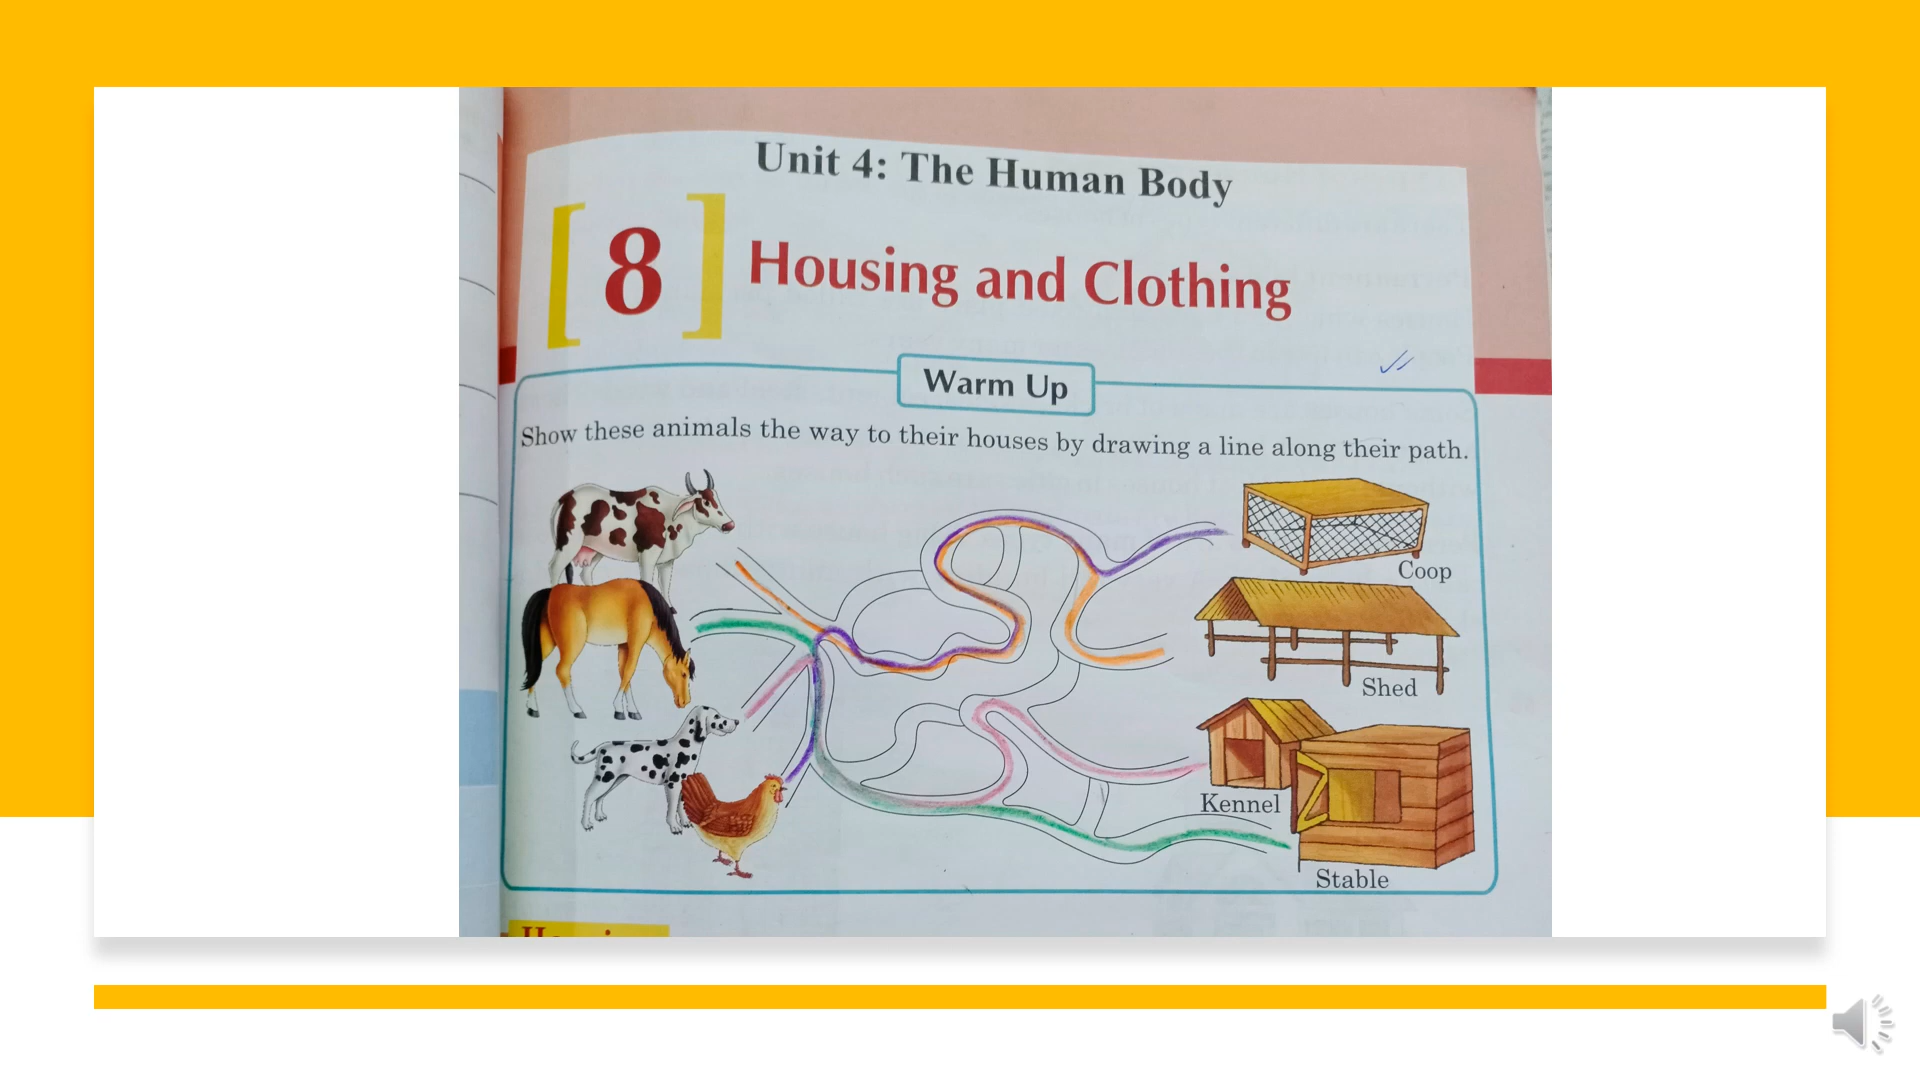 Unit 4: The Human Body
[8] Housing and Clothing
Warm Up
Show these animals the way to their houses by drawing a line along their path.
Coop
Shed
Kennel
Stable